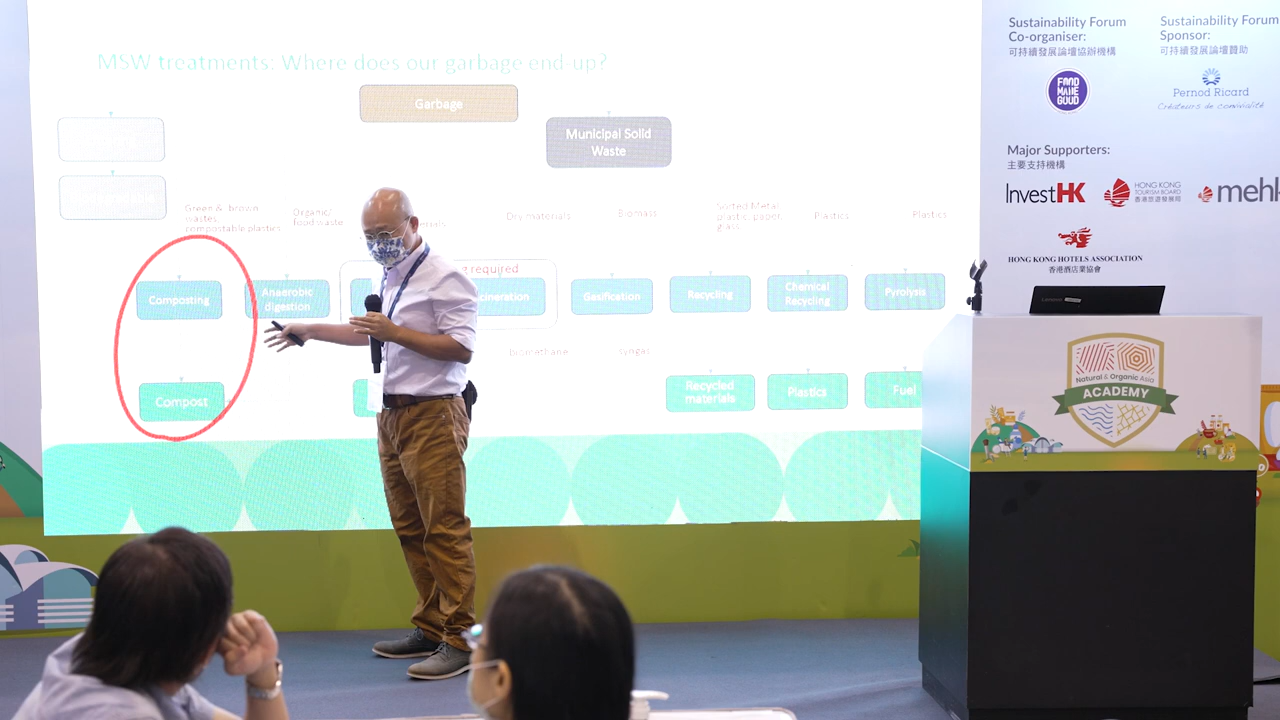 MSW treatments: Where does our garbage end-up?
Garbage
Municipal Solid
Waste
Green & brown
wastes,
compostable plastics
Organic/
food waste
Dry materials
Biomass
Sorted Metal,
plastic, paper,
glass
Plastics
Plastics
required
Composting
Anaerobic
digestion
Gasification
Recycling
Chemical
Recycling
Pyrolysis
biomethane
syngas
Compost
Recycled
materials
Plastics
Fuel
Sustainability Forum
Co-organiser:
可持續發展論壇協辦機構
FOOD
MADE
GOOD
Sustainability Forum
Sponsor:
可持續發展論壇贊助
Pernod Ricard
Créateurs de convivialité
Major Supporters:
主要支持機構
InvestHK
HONG KONG
TOURISM BOARD
香港旅遊發展局
mehk
HONG KONG HOTELS ASSOCIATION
香港酒店業協會
Lenovo
Natural & Organic Asia
ACADEMY